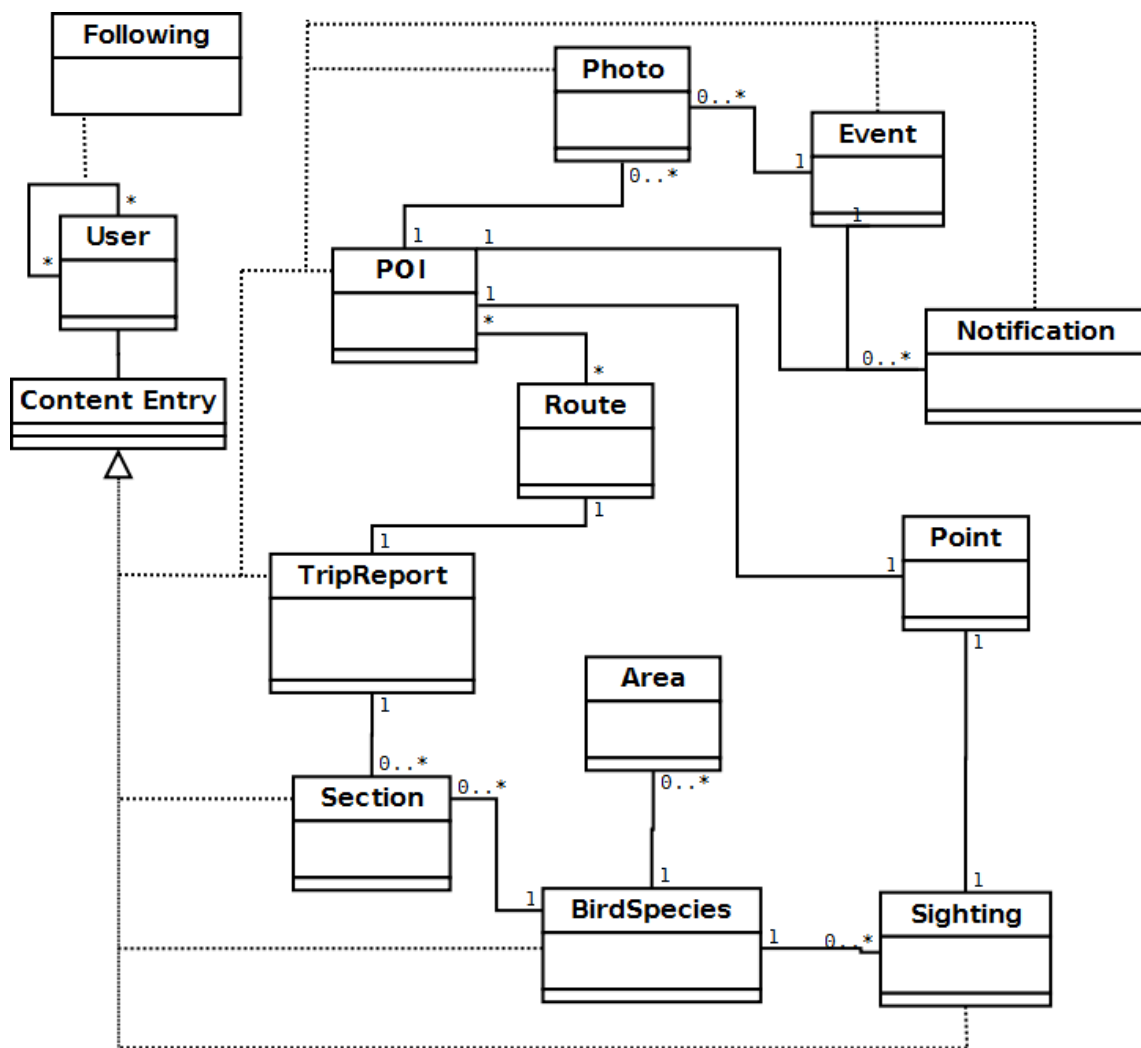 Following
Photo
0..*
Event
1
0..*
*
User
*
1
1
1
POI
1
*
Notification
0..*
Content Entry
*
Route
1
Point
1
1
TripReport
1
Area
1
0..*
0..*
0..*
Section
1
1
1
BirdSpecies
1
0..*
Sighting